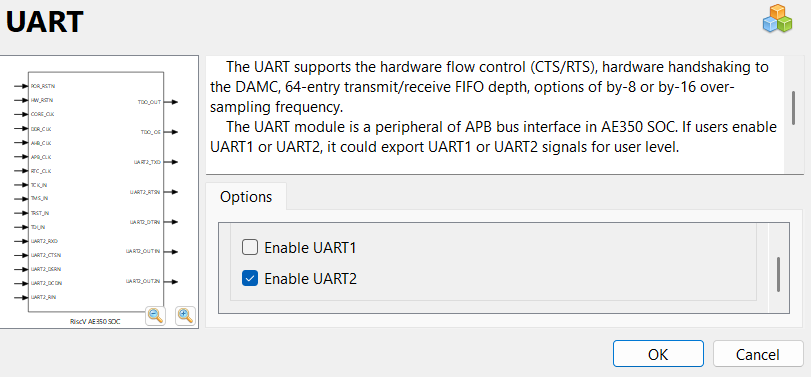 UART
POR_RSTN
HW_RSTN
CORE_CLK
DDR_CLK
AHB_CLK
APB_CLK
RTC_CLK
TCK_IN
TMS_IN
TRST_IN
TDI_IN
UART2_RXD
UART2_CTSN
UART2_DSRN
UART2_DCDN
UART2_RIN
TDO_OUT
TDO_OE
UART2_TXD
UART2_RTSN
UART2_DTRN
UART2_OUT1N
UART2_OUT2N
RiscV AE350 SOC
The UART supports the hardware flow control (CTS/RTS), hardware handshaking to
the DAMC, 64-entry transmit/receive FIFO depth, options of by-8 or by-16 over-
sampling frequency.
The UART module is a peripheral of APB bus interface in AE350 SOC. If users enable
UART1 or UART2, it could export UART1 or UART2 signals for user level.
Options
Enable UART1
Enable UART2
OK
Cancel